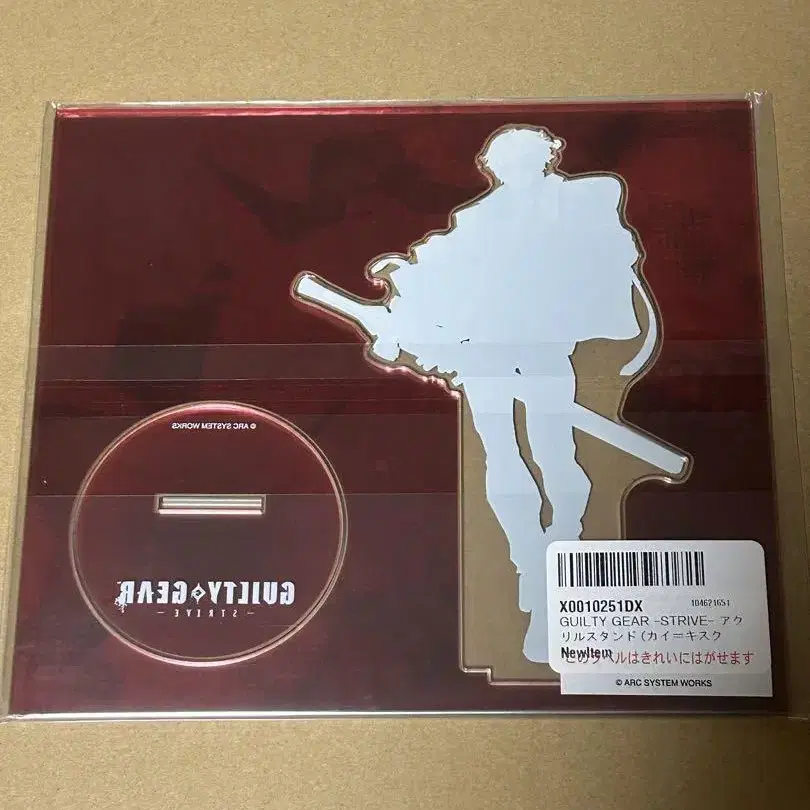 © ARC SYSTEM WORKS
GUILTY GEAR
- STRIVE -
X0010251DX 104621651
GUILTY GEAR -STRIVE- アク
リルスタンド (カイ=キスク
NewItem
このラベルはきれいにはがせます
© ARC SYSTEM WORKS